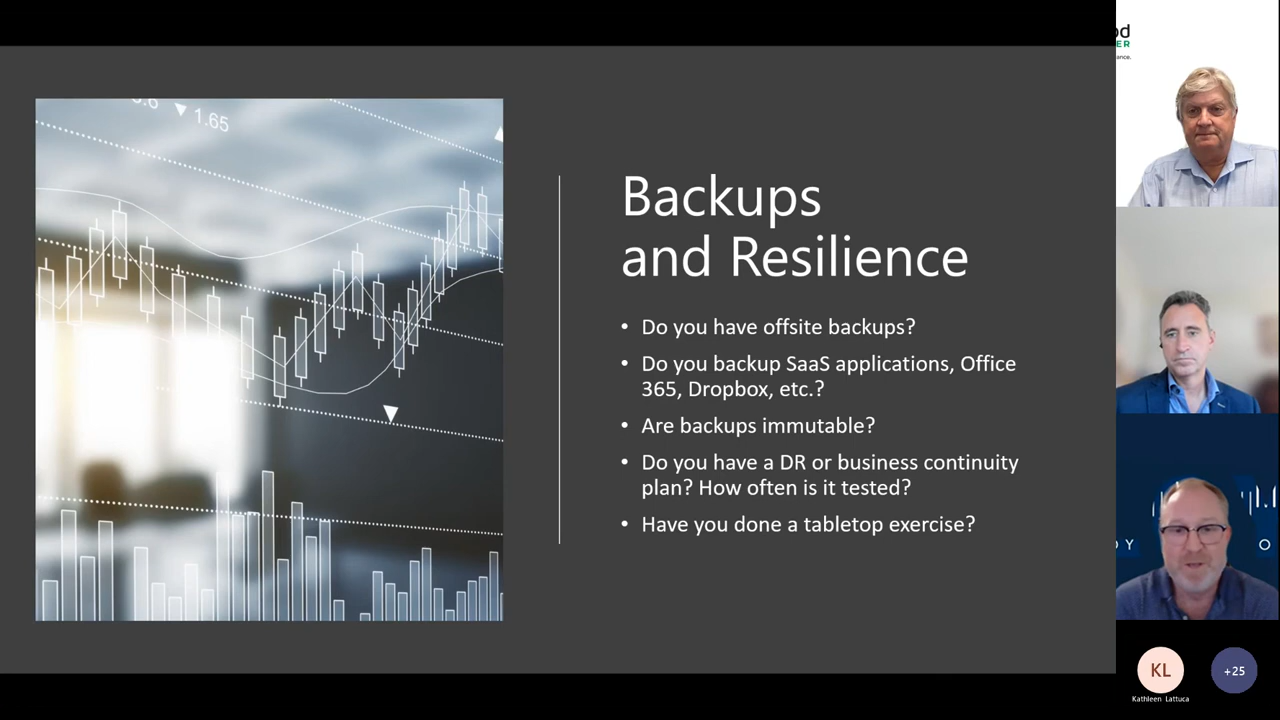 1.65
Backups
and Resilience
• Do you have offsite backups?
• Do you backup SaaS applications, Office
365, Dropbox, etc.?
• Are backups immutable?
• Do you have a DR or business continuity
plan? How often is it tested?
• Have you done a tabletop exercise?
KL
+25
Kathleen Lattuca